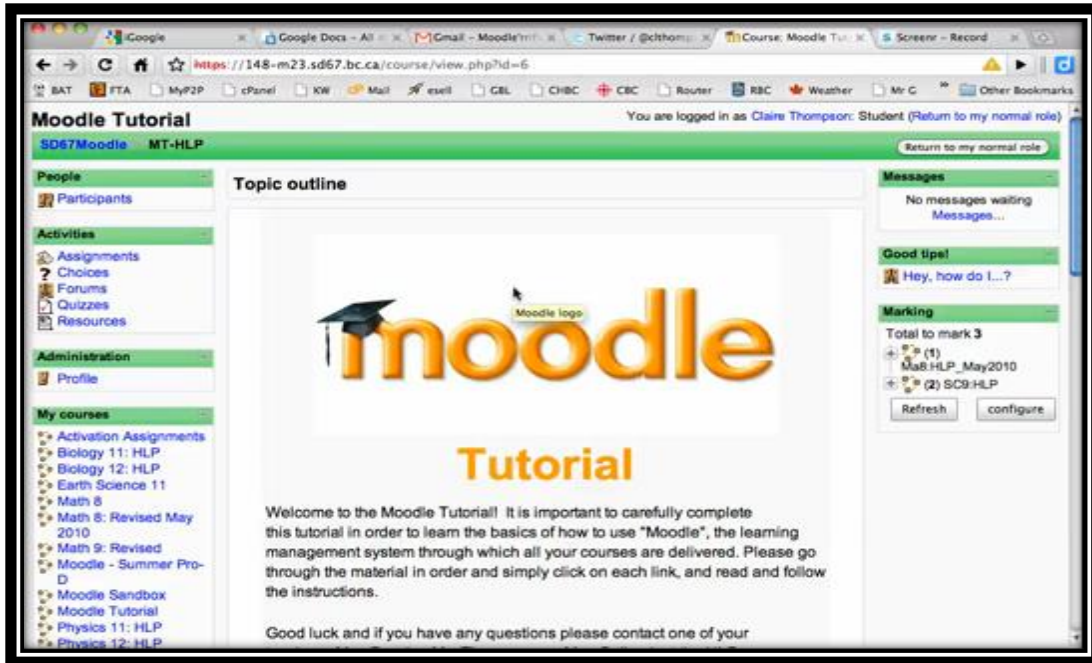 iGoogle
Google Docs - All
Gmail - Moodle
Twitter / @clthomp
Course: Moodle Tu
Screenr - Record
https://148-m23.sd67.bc.ca/course/view.php?id=6
BAT FTA MyP2P cPanel KW Mail esell GBL CHBC CBC Router RBC Weather Mr G Other Bookmarks
Moodle Tutorial
You are logged in as Claire Thompson: Student (Return to my normal role)
SD67Moodle MT-HLP
Return to my normal role
People
Participants
Activities
Assignments
Choices
Forums
Quizzes
Resources
Administration
Profile
My courses
Activation Assignments
Biology 11: HLP
Biology 12: HLP
Earth Science 11
Math 8
Math 8: Revised May
2010
Math 9: Revised
Moodle - Summer Pro-
D
Moodle Sandbox
Moodle Tutorial
Physics 11: HLP
Physics 12: HLP
Topic outline
moodle
Moodle logo
Tutorial
Welcome to the Moodle Tutorial! It is important to carefully complete
this tutorial in order to learn the basics of how to use "Moodle", the learning
management system through which all your courses are delivered. Please go
through the material in order and simply click on each link, and read and follow
the instructions.
Good luck and if you have any questions please contact one of your
Messages
No messages waiting
Messages...
Good tips!
Hey, how do I...?
Marking
Total to mark 3
(1)
Ma8:HLP_May2010
(2) SC9:HLP
Refresh
configure